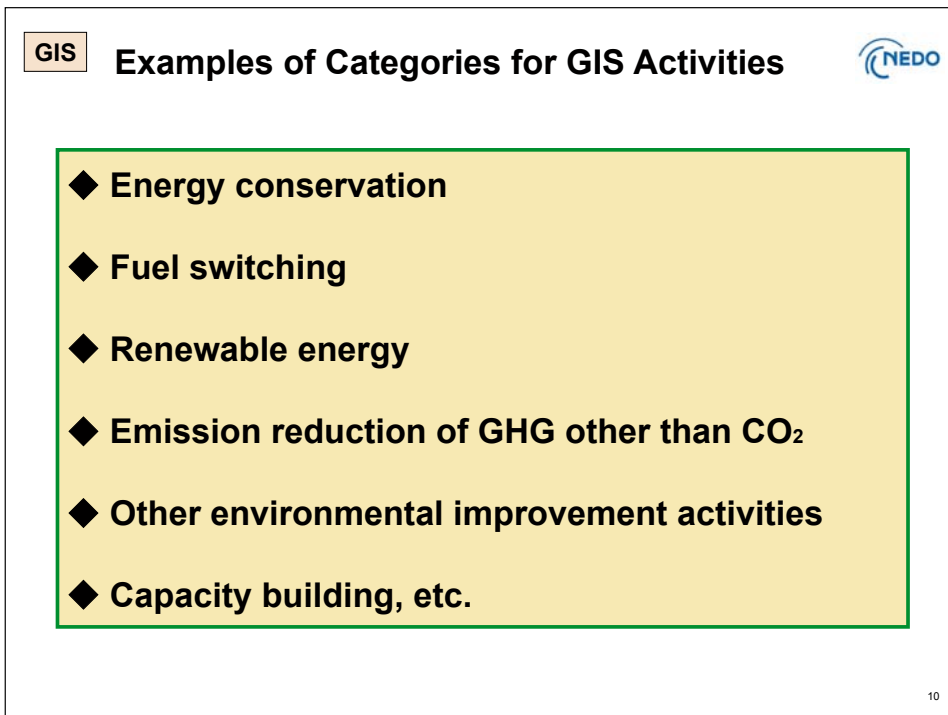 GIS
Examples of Categories for GIS Activities
NEDO
◆ Energy conservation
◆ Fuel switching
◆ Renewable energy
◆ Emission reduction of GHG other than CO₂
◆ Other environmental improvement activities
◆ Capacity building, etc.
10